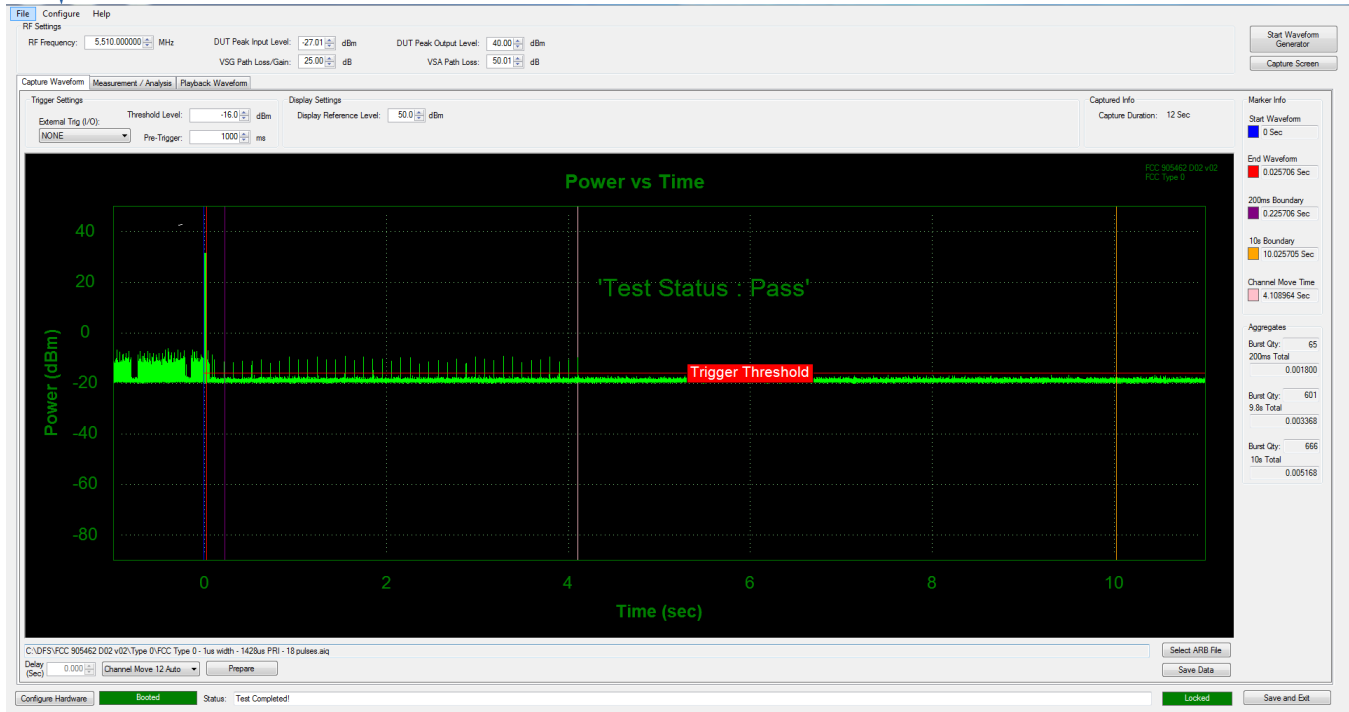 File Configure Help
RF Settings
RF Frequency: 5,510.000000 MHz DUT Peak Input Level: -27.01 dBm DUT Peak Output Level: 40.00 dBm
VSG Path Loss/Gain: 25.00 dB VSA Path Loss: 50.01 dB
Start Waveform
Generator
Capture Screen
Capture Waveform Measurement / Analysis Playback Waveform
Trigger Settings
External Trig (I/O):
NONE
Threshold Level: -16.0 dBm
Pre-Trigger: 1000 ms
Display Settings
Display Reference Level: 50.0 dBm
Captured Info
Capture Duration: 12 Sec
Marker Info
Start Waveform
0 Sec
End Waveform
0.025706 Sec
200ms Boundary
0.225706 Sec
10s Boundary
10.025705 Sec
Channel Move Time
4.108964 Sec
Aggregates
Burst Qty: 65
200ms Total
0.001800
Burst Qty: 601
9.8s Total
0.003368
Burst Qty: 666
10s Total
0.005168
Power vs Time
FCC 905462 D02 v02
FCC Type 0
'Test Status : Pass'
Trigger Threshold
Power (dBm)
40
20
0
-20
-40
-60
-80
0 2 4 6 8 10
Time (sec)
C:\DFS\FCC 905462 D02 v02\Type 0\FCC Type 0 - 1us width - 1428us PRI - 18 pulses.aiq
Select ARB File
Delay
(Sec) 0.000 Channel Move 12 Auto Prepare
Save Data
Configure Hardware Booted Status: Test Completed! Locked Save and Exit